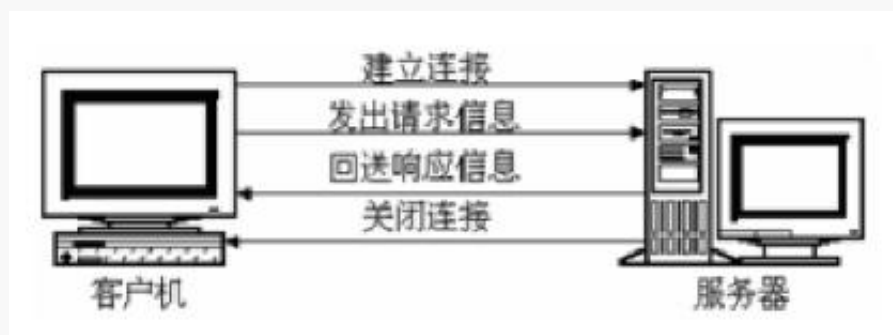 建立连接
发出请求信息
回送响应信息
关闭连接
客户机
服务器